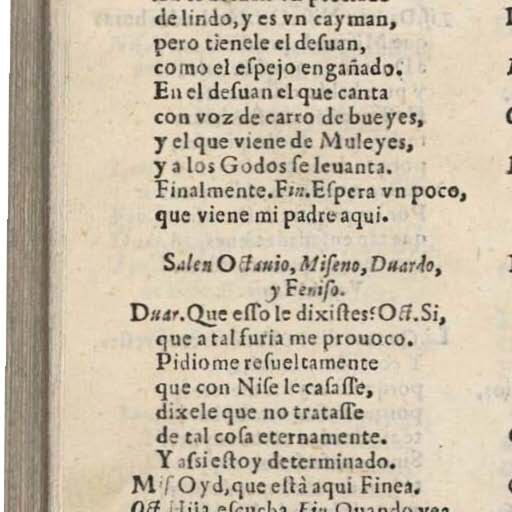 de lindo, y es vn cayman,
pero tienele el desuan,
como el espejo engañado.
En el desuan el que canta
con voz de carro de bueyes,
y el que viene de Muleyes,
y a los Godos se leuanta.
Finalmente. Fin. Espera vn poco,
que viene mi padre aqui.
Salen Octauio, Miseno, Duardo,
y Feniso.
Duar. Que esso le dixistes? Oct. Si,
que a tal furia me prouoco.
Pidiome resueltamente
que con Nise le casasse,
dixele que no tratasse
de tal cosa eternamente.
Y assi estoy determinado.
Mis. Oyd, que està aqui Finea.
Oct. Hija escucha. Fin. Quando vea